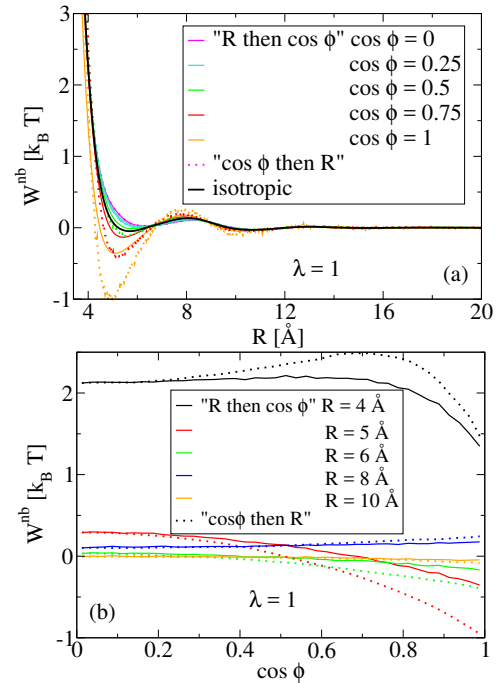 3
2
1
0
-1
W^nb [k_B T]
"R then cos ϕ" cos ϕ = 0
cos ϕ = 0.25
cos ϕ = 0.5
cos ϕ = 0.75
cos ϕ = 1
"cos ϕ then R"
isotropic
λ = 1
(a)
4 8 12 16 20
R [Å]
2
1
0
-1
W^nb [k_B T]
"R then cos ϕ" R = 4 Å
R = 5 Å
R = 6 Å
R = 8 Å
R = 10 Å
"cosϕ then R"
(b)
λ = 1
0 0.2 0.4 0.6 0.8 1
cos ϕ